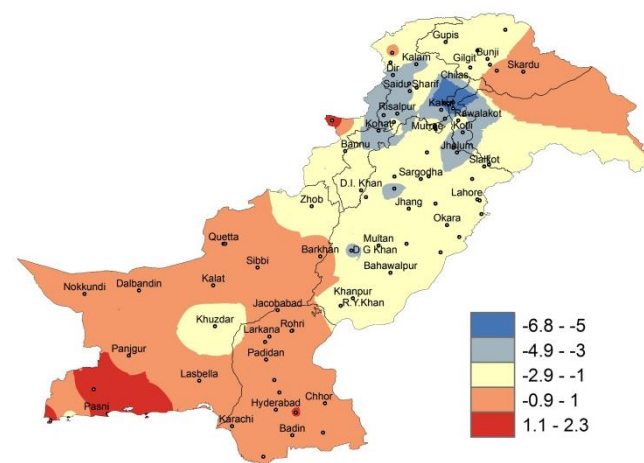 Gupis
Bunji
Gilgit
Kalam
Skardu
Dir
Chilas
Saidu Sharif
Kakul
Risalpur
Rawalakot
Kohat
Murree
Kotli
Bannu
Jhalum
Sialkot
Sargodha
D.I. Khan
Zhob
Jhang
Lahore
Okara
Quetta
Multan
Sibbi
Barkhan
D G Khan
Bahawalpur
Nokkundi
Dalbandin
Kalat
Khanpur
Jacobabad
R.Y.Khan
Khuzdar
Rohri
Larkana
Panjgur
Padidan
Lasbella
Pasni
Hyderabad
Chhor
Karachi
Badin
-6.8 - -5
-4.9 - -3
-2.9 - -1
-0.9 - 1
1.1 - 2.3